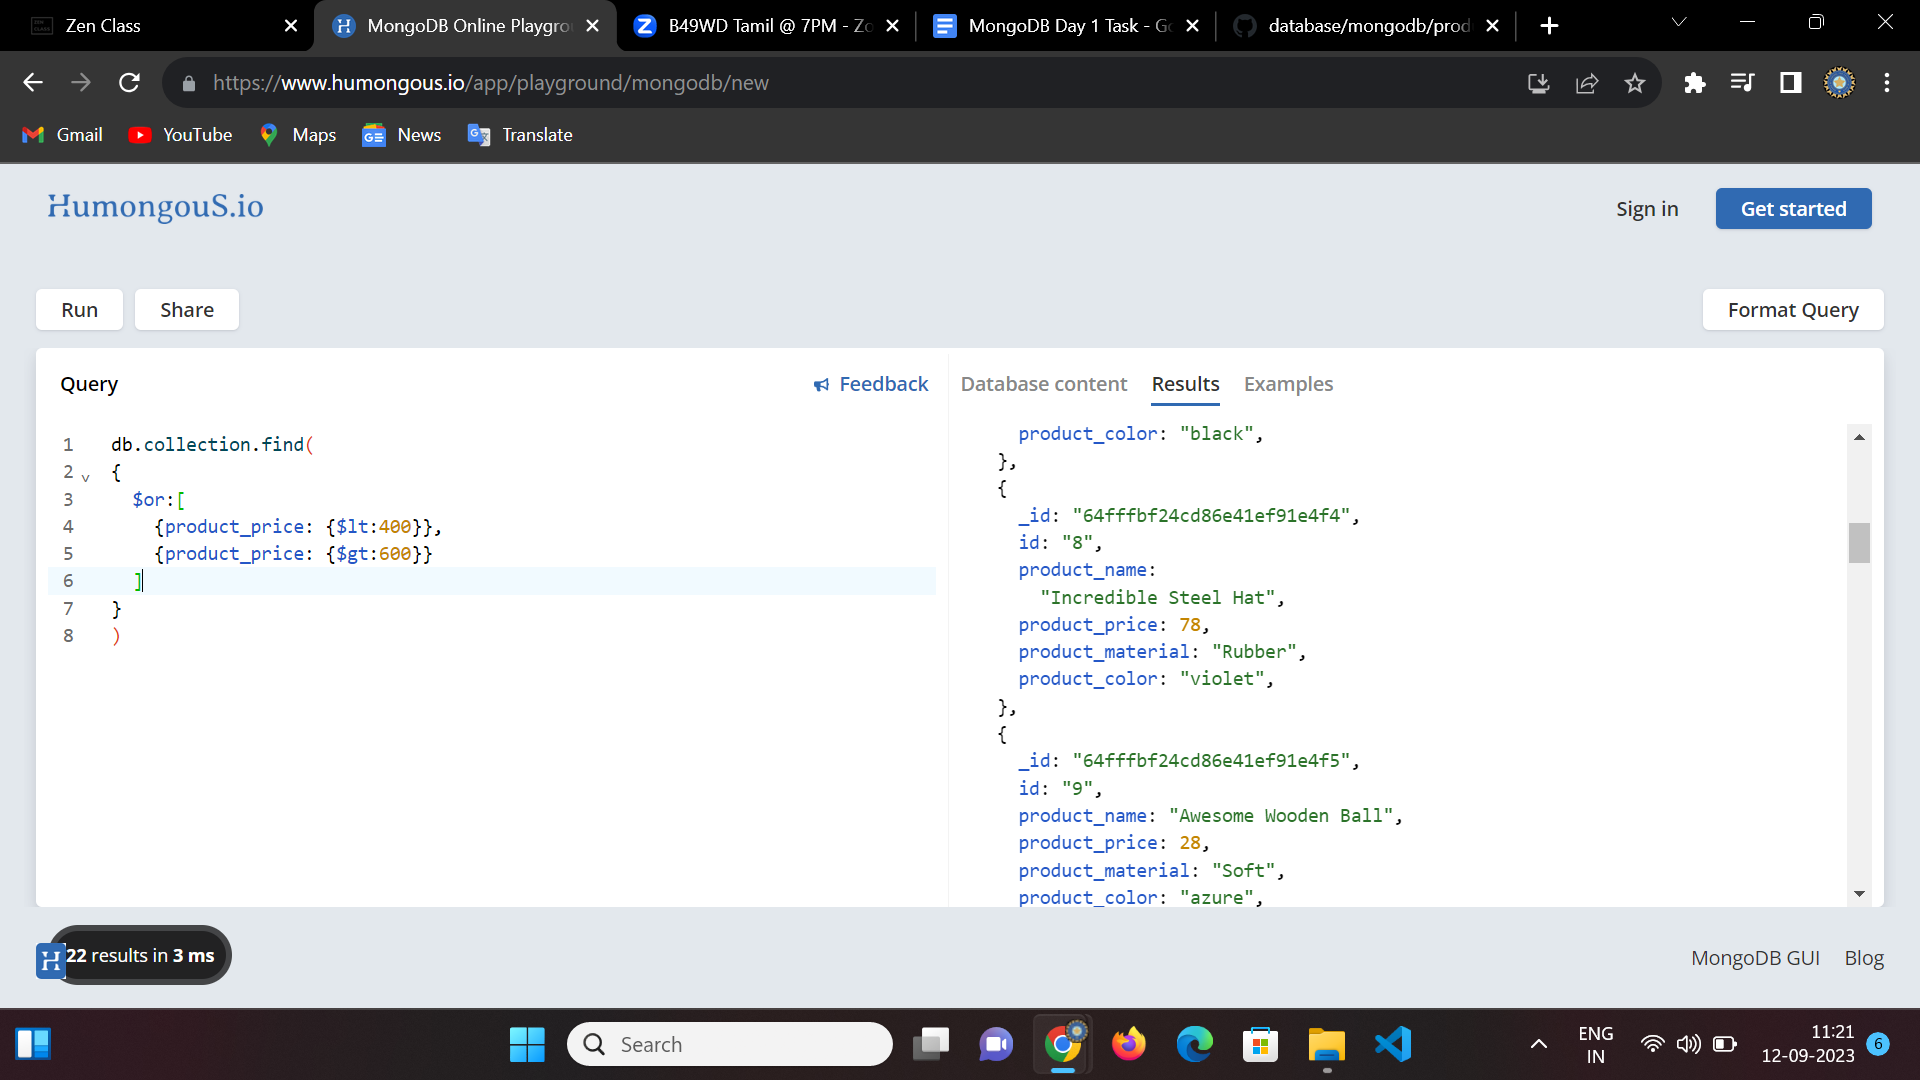 Zen Class
MongoDB Online Playgro
B49WD Tamil @ 7PM - Zo
MongoDB Day 1 Task - Go
database/mongodb/prod
https://www.humongous.io/app/playground/mongodb/new
Gmail
YouTube
Maps
News
Translate
HumongouS.io
Sign in
Get started
Run
Share
Format Query
Query
Feedback
Database content
Results
Examples
1 db.collection.find(
2 {
3 $or:[
4 {product_price: {$lt:400}},
5 {product_price: {$gt:600}}
6 ]
7 }
8 )
product_color: "black",
},
{
_id: "64fffbf24cd86e41ef91e4f4",
id: "8",
product_name:
"Incredible Steel Hat",
product_price: 78,
product_material: "Rubber",
product_color: "violet",
},
{
_id: "64fffbf24cd86e41ef91e4f5",
id: "9",
product_name: "Awesome Wooden Ball",
product_price: 28,
product_material: "Soft",
product_color: "azure",
22 results in 3 ms
MongoDB GUI
Blog
Search
ENG
IN
11:21
12-09-2023
6